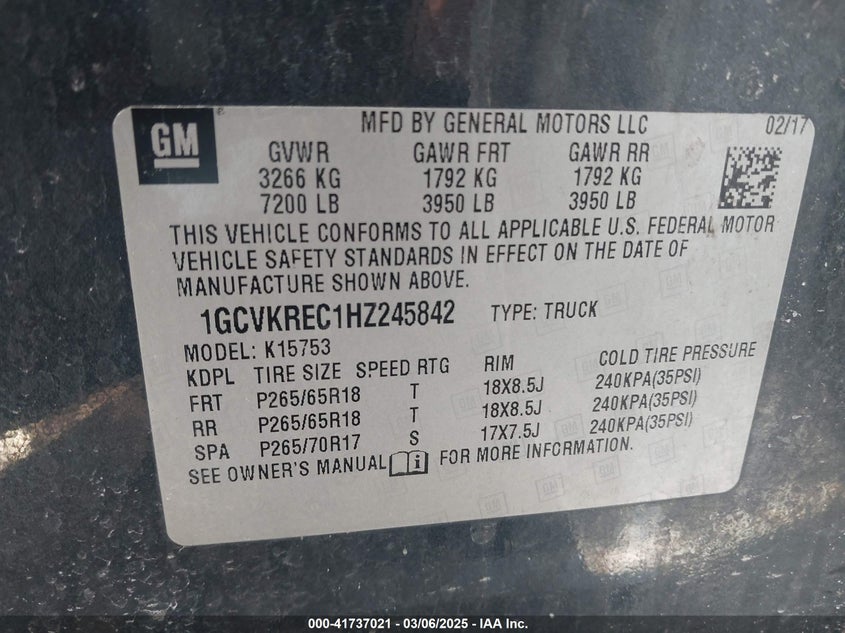 GM
MFD BY GENERAL MOTORS LLC 02/17
GVWR GAWR FRT GAWR RR
3266 KG 1792 KG 1792 KG
7200 LB 3950 LB 3950 LB
THIS VEHICLE CONFORMS TO ALL APPLICABLE U.S. FEDERAL MOTOR
VEHICLE SAFETY STANDARDS IN EFFECT ON THE DATE OF
MANUFACTURE SHOWN ABOVE.
1GCVKREC1HZ245842 TYPE: TRUCK
MODEL: K15753
KDPL TIRE SIZE SPEED RTG RIM COLD TIRE PRESSURE
FRT P265/65R18 T 18X8.5J 240KPA(35PSI)
RR P265/65R18 T 18X8.5J 240KPA(35PSI)
SPA P265/70R17 S 17X7.5J 240KPA(35PSI)
SEE OWNER'S MANUAL i FOR MORE INFORMATION.
000-41737021 — 03/06/2025 — IAA Inc.